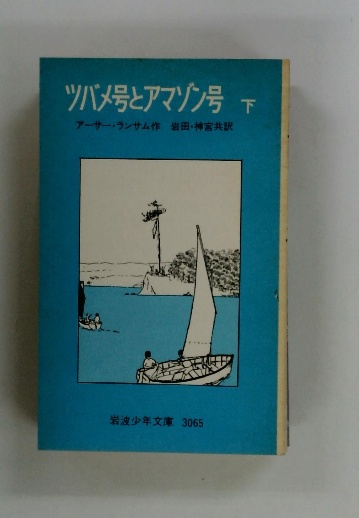 ツバメ号とアマゾン号 下
アーサー=ランサム作 岩田・神宮共訳
岩波少年文庫 3065